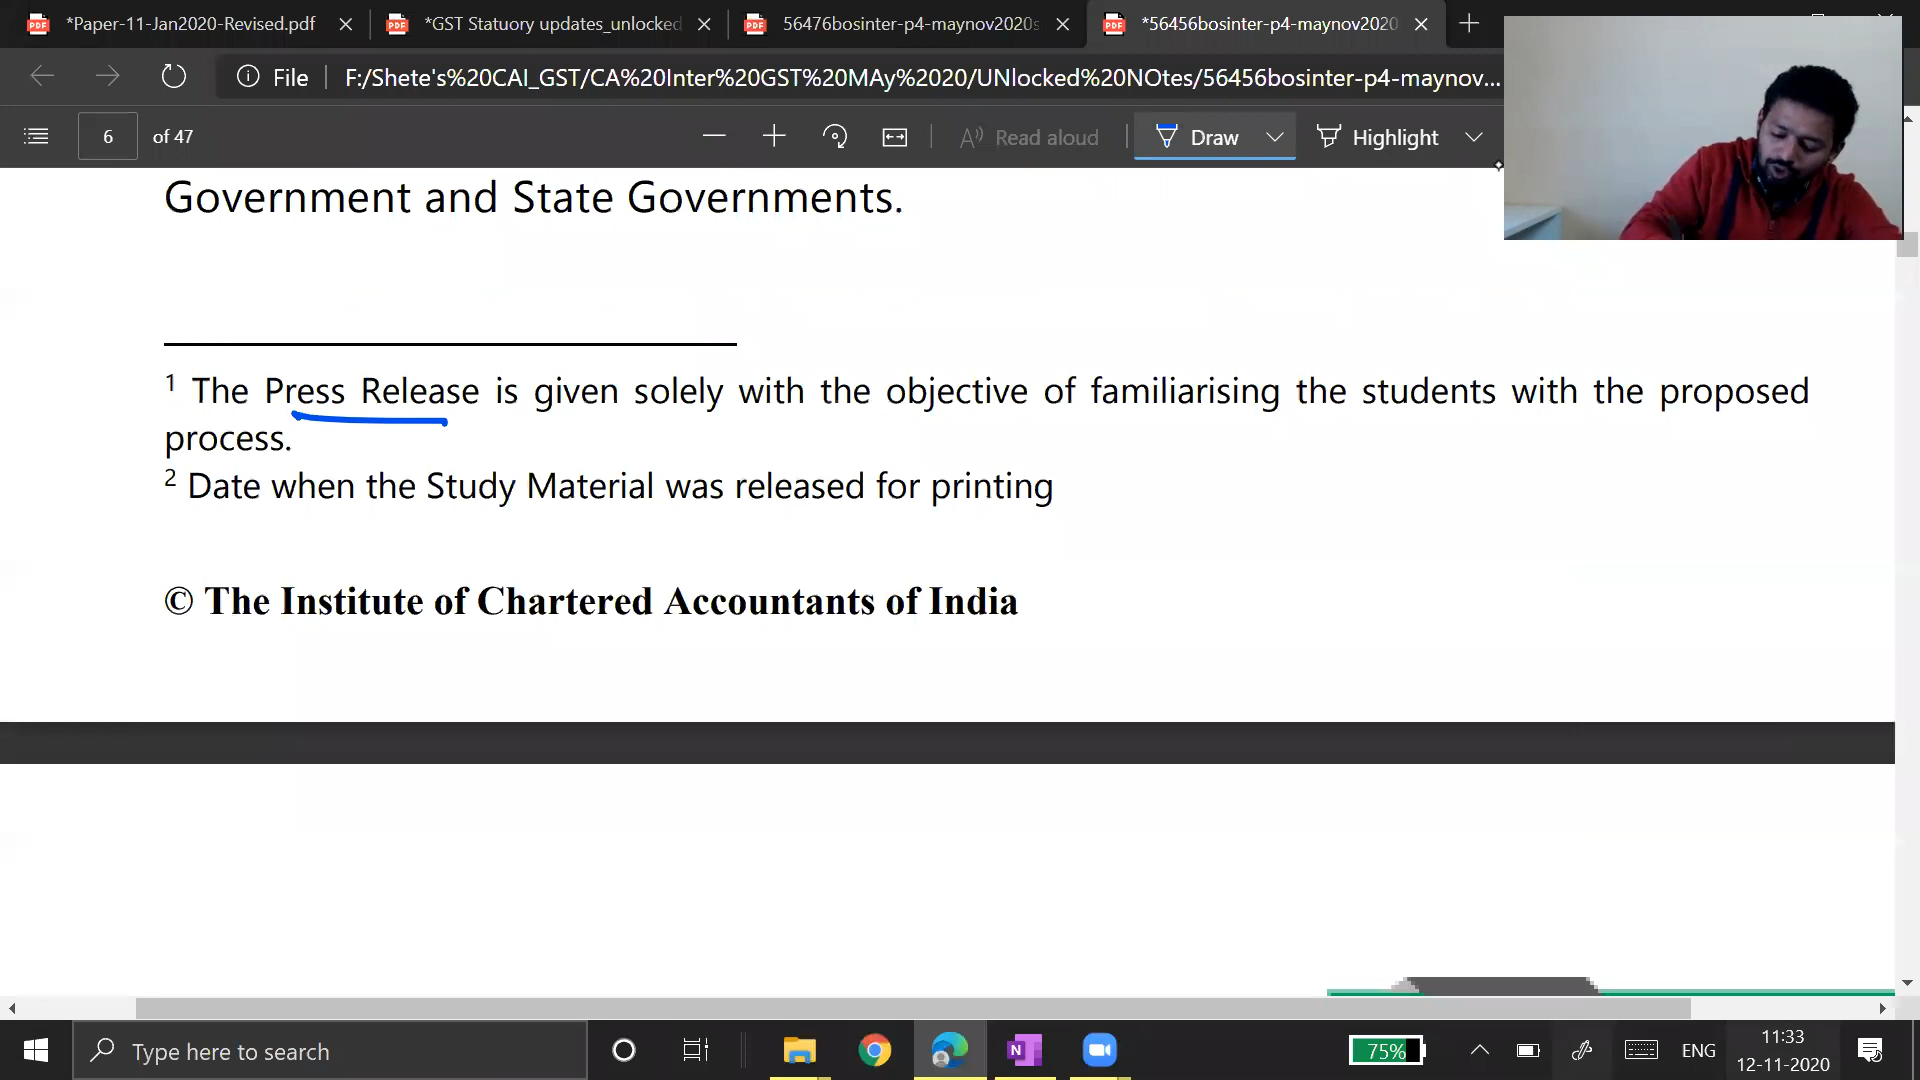 *Paper-11-Jan2020-Revised.pdf
*GST Statuory updates_unlocked
56476bosinter-p4-maynov2020s
*56456bosinter-p4-maynov2020
File
F:/Shete's%20CAI_GST/CA%20Inter%20GST%20MAy%2020/UNlocked%20NOtes/56456bosinter-p4-maynov...
6 of 47
Read aloud
Draw
Highlight
Government and State Governments.
1 The Press Release is given solely with the objective of familiarising the students with the proposed
process.
2 Date when the Study Material was released for printing
© The Institute of Chartered Accountants of India
Type here to search
75%
ENG
11:33
12-11-2020